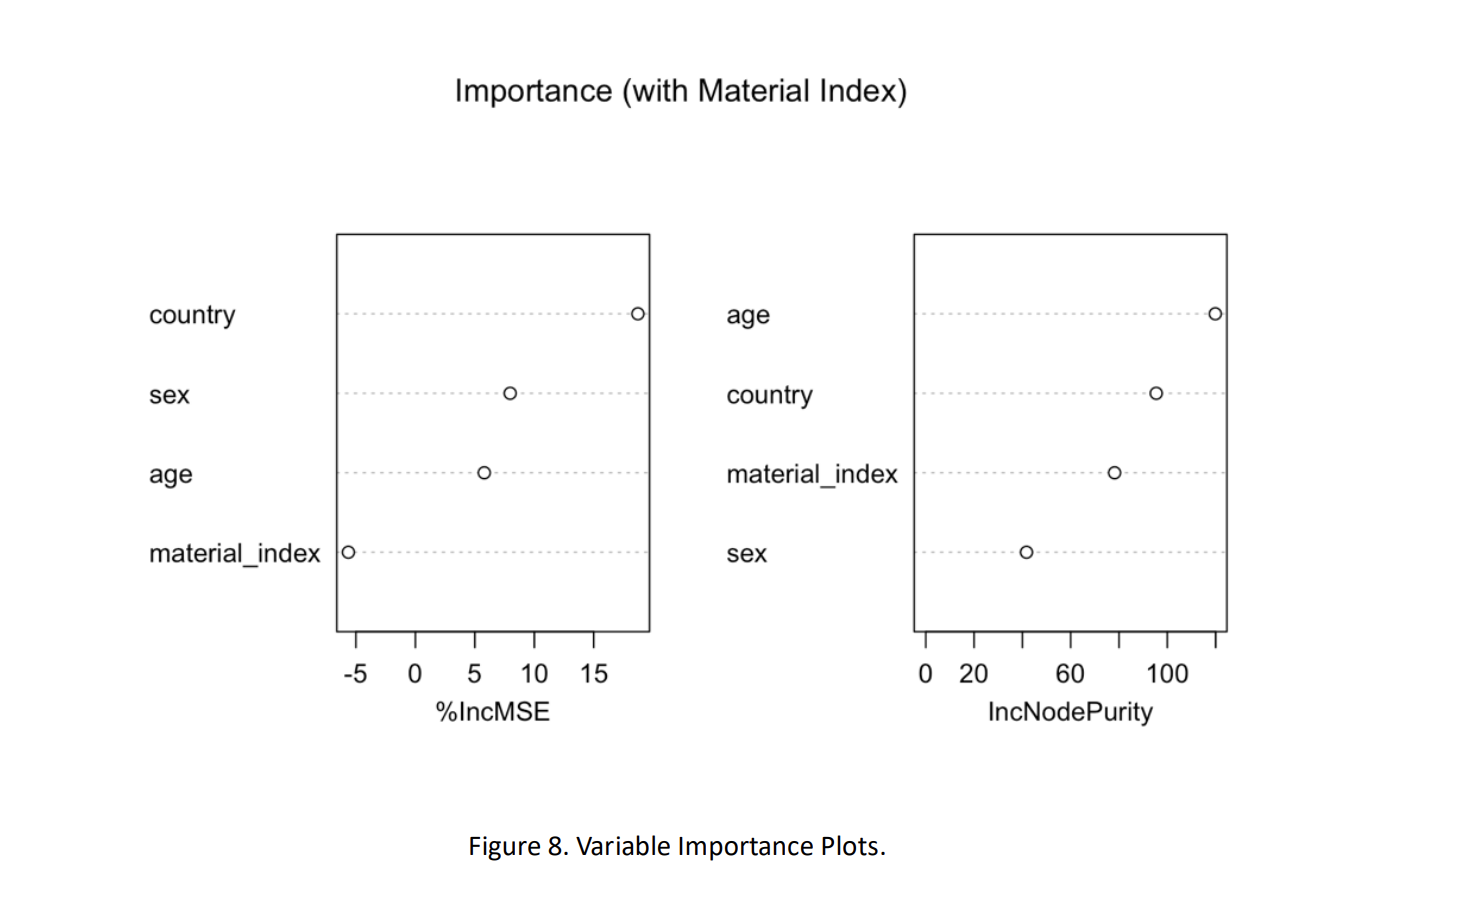 Importance (with Material Index)
country
sex
age
material_index
-5 0 5 10 15
%IncMSE
age
country
material_index
sex
0 20 60 100
IncNodePurity
Figure 8. Variable Importance Plots.